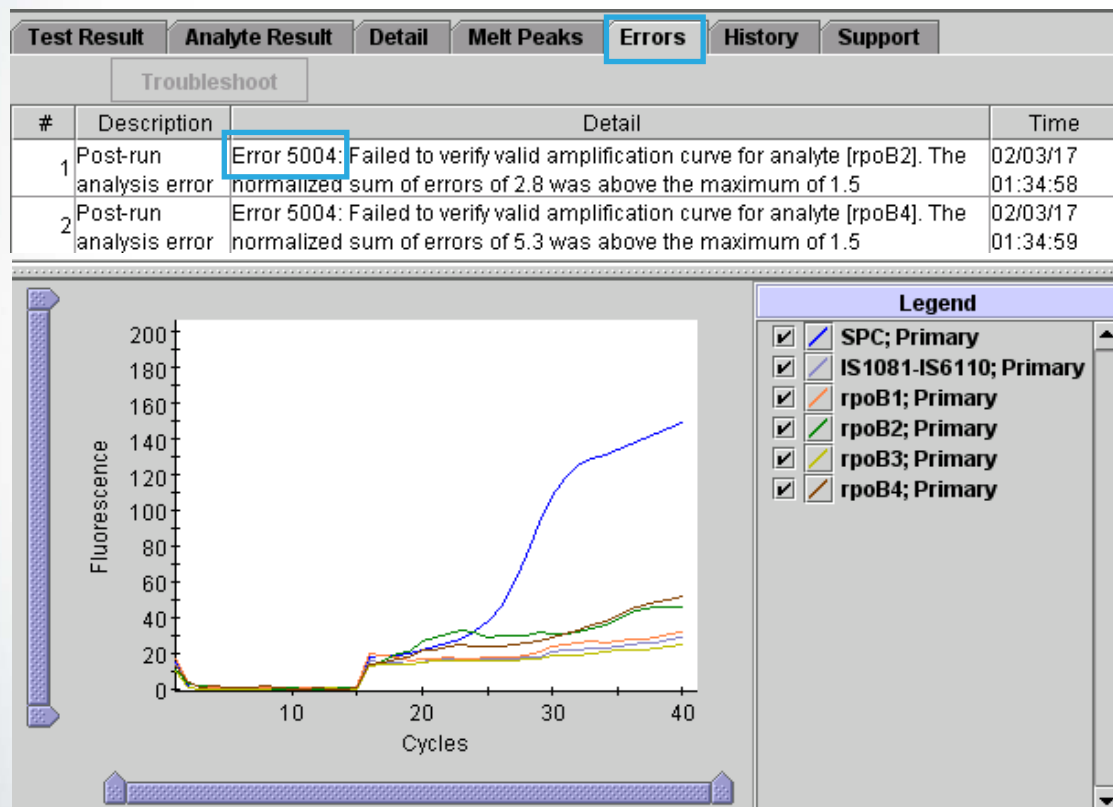 Test Result Analyte Result Detail Melt Peaks Errors History Support
Troubleshoot
# Description Detail Time
1 Post-run analysis error Error 5004: Failed to verify valid amplification curve for analyte [rpoB2]. The normalized sum of errors of 2.8 was above the maximum of 1.5 02/03/17 01:34:58
2 Post-run analysis error Error 5004: Failed to verify valid amplification curve for analyte [rpoB4]. The normalized sum of errors of 5.3 was above the maximum of 1.5 02/03/17 01:34:59
Fluorescence
200
180
160
140
120
100
80
60
40
20
0
10 20 30 40
Cycles
Legend
SPC; Primary
IS1081-IS6110; Primary
rpoB1; Primary
rpoB2; Primary
rpoB3; Primary
rpoB4; Primary